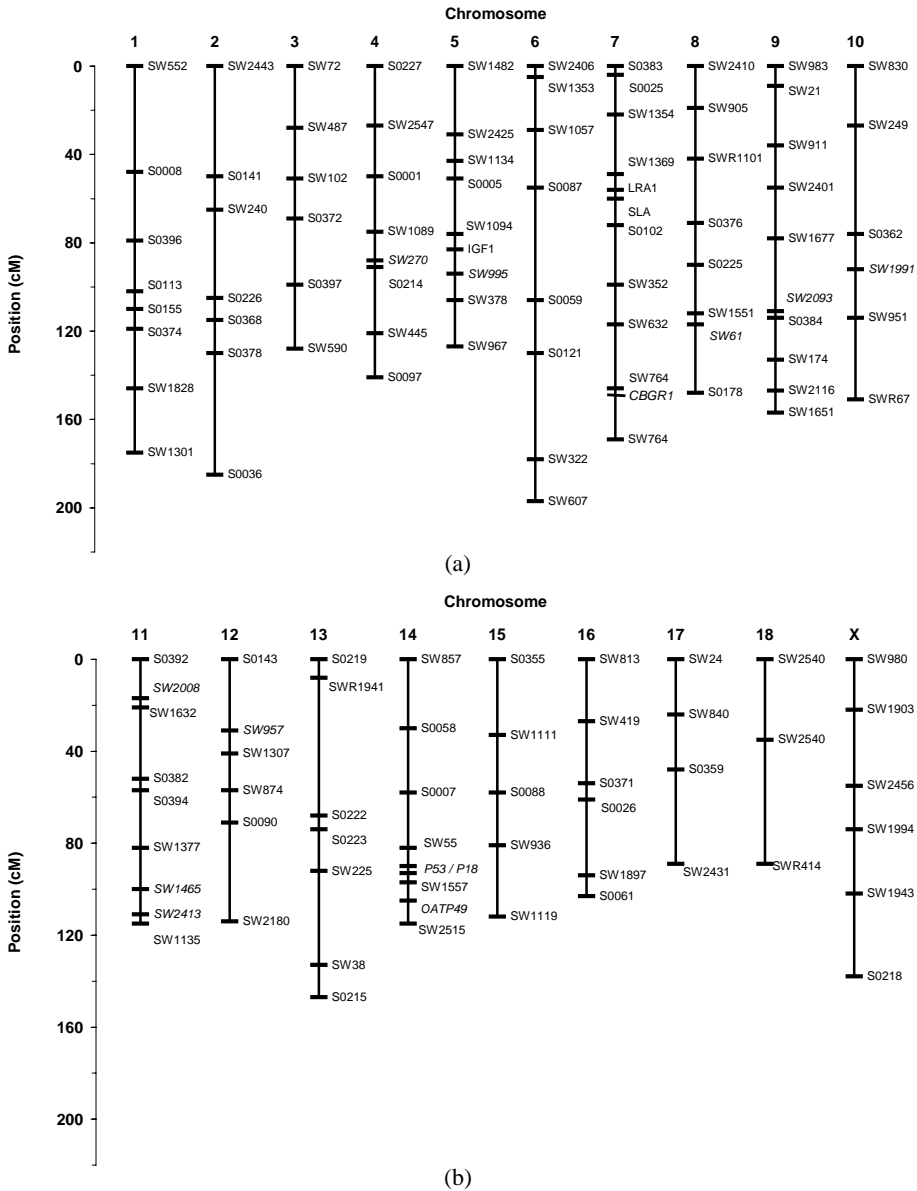 Chromosome
1 2 3 4 5 6 7 8 9 10
0 SW552 SW2443 SW72 S0227 SW1482 SW2406 S0383 SW2410 SW983 SW830
SW1353 S0025 SW21
SW1354 SW905
SW487 SW2547 SW2425 SW1057 SW911 SW249
40 SW1134 SWR1101
S0008 S0141 SW102 S0001 S0005 S0087 SW1369 SW2401
LRA1
SW240 S0372 SLA
S0396 SW1089 SW1094 S0102 S0376 SW1677 S0362
80 IGF1
SW270 SW995 S0225 SW1991
S0113 S0226 S0397 S0214 SW378 S0059 SW352 SW2093
S0155 S0368 SW1551 S0384 SW951
120 S0374 S0378 SW590 SW445 SW967 S0121 SW632 SW61 SW174
SW1828 S0097 SW764 S0178 SW2116 SWR67
CBGR1
160 SW1651
SW1301 S0036 SW322 SW764
200 SW607
Position (cM)
(a)
Chromosome
11 12 13 14 15 16 17 18 X
0 S0392 S0143 S0219 SW857 S0355 SW813 SW24 SW2540 SW980
SW2008 SWR1941
SW1632 SW957 S0058 SW1111 SW419 SW840 SW2540 SW1903
40 SW1307
S0382 SW874 S0007 S0088 S0371 S0359 SW2456
S0394 S0026
S0090 S0222 SW1994
80 SW1377 S0223 SW55 SW936
SW225 P53 / P18 SW1897 SW2431 SWR414
SW1465 SW1557 S0061 SW1943
SW2413 SW2180 OATP49 SW1119
120 SW1135 SW2515
SW38 S0218
S0215
160
200
Position (cM)
(b)